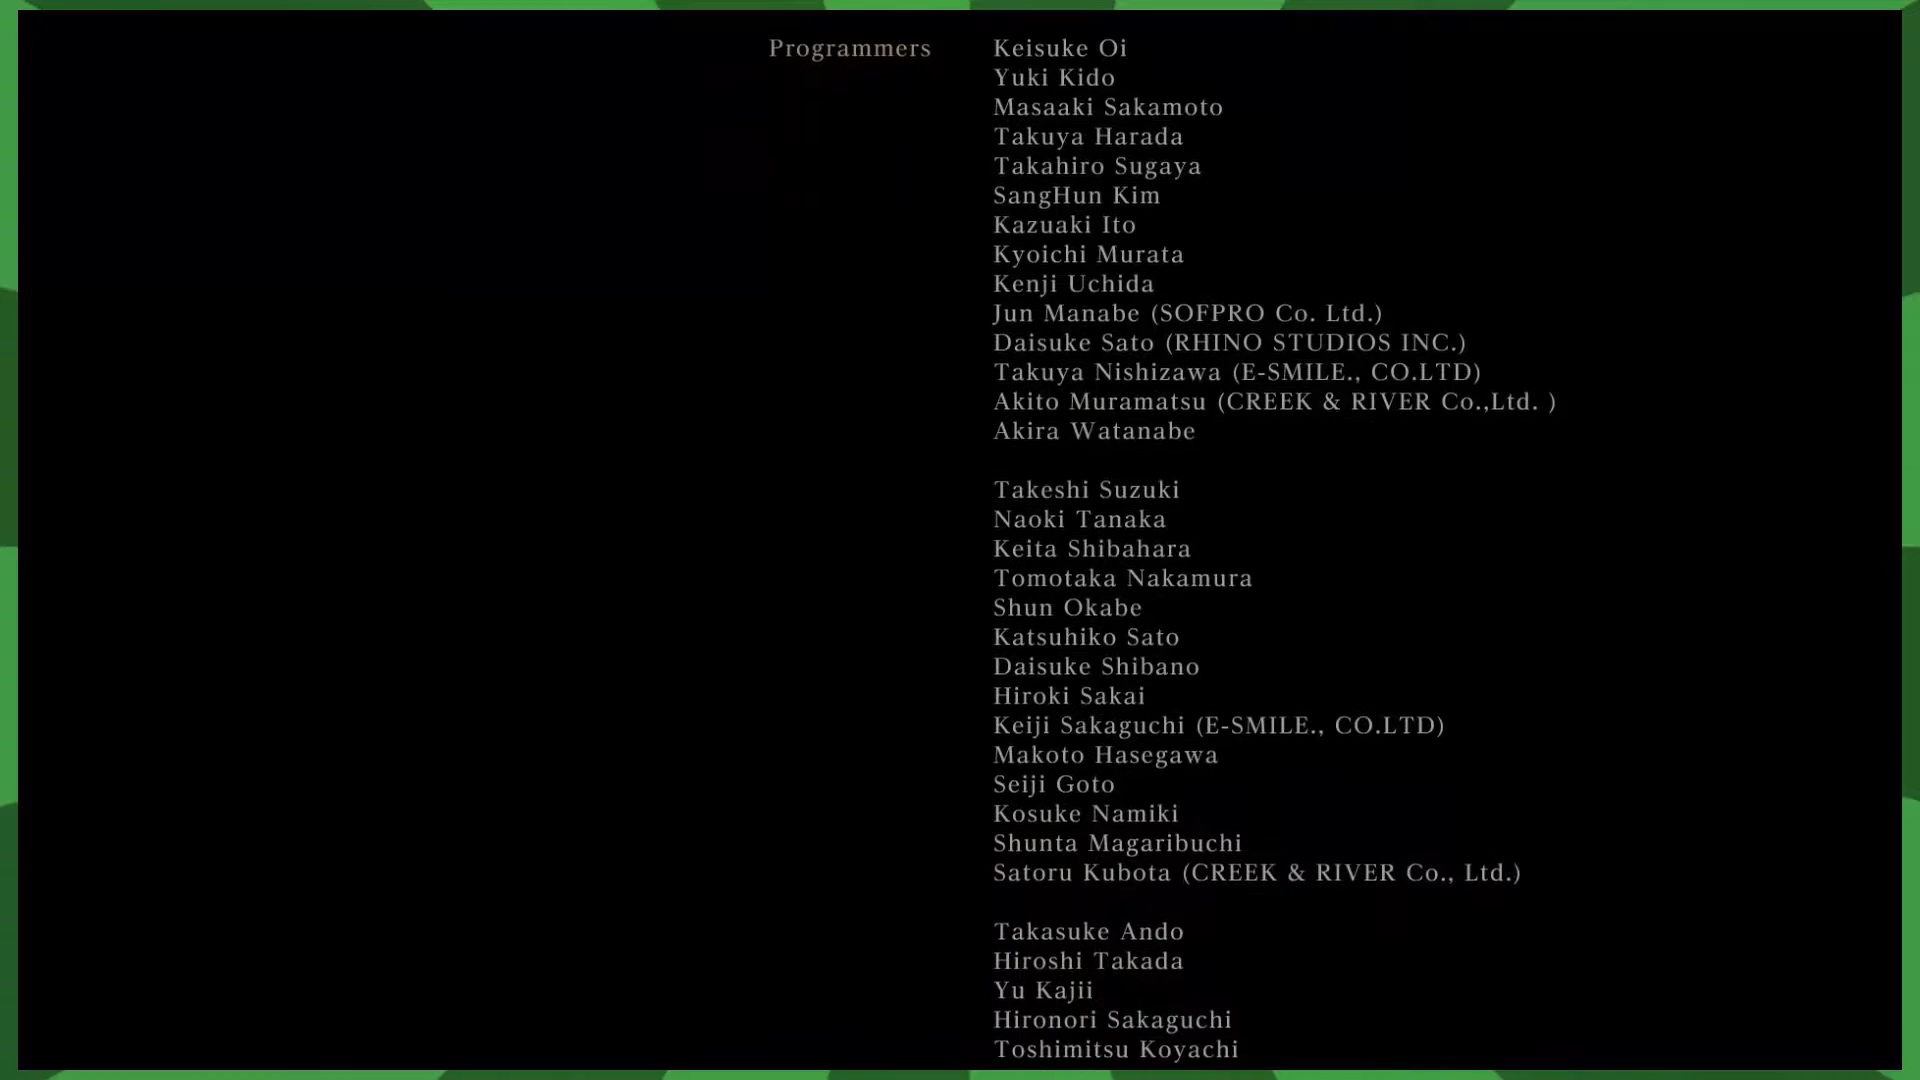 Programmers Keisuke Oi
Yuki Kido
Masaaki Sakamoto
Takuya Harada
Takahiro Sugaya
SangHun Kim
Kazuaki Ito
Kyoichi Murata
Kenji Uchida
Jun Manabe (SOFPRO Co. Ltd.)
Daisuke Sato (RHINO STUDIOS INC.)
Takuya Nishizawa (E-SMILE., CO.LTD)
Akito Muramatsu (CREEK & RIVER Co.,Ltd. )
Akira Watanabe
Takeshi Suzuki
Naoki Tanaka
Keita Shibahara
Tomotaka Nakamura
Shun Okabe
Katsuhiko Sato
Daisuke Shibano
Hiroki Sakai
Keiji Sakaguchi (E-SMILE., CO.LTD)
Makoto Hasegawa
Seiji Goto
Kosuke Namiki
Shunta Magaribuchi
Satoru Kubota (CREEK & RIVER Co., Ltd.)
Takasuke Ando
Hiroshi Takada
Yu Kajii
Hironori Sakaguchi
Toshimitsu Koyachi